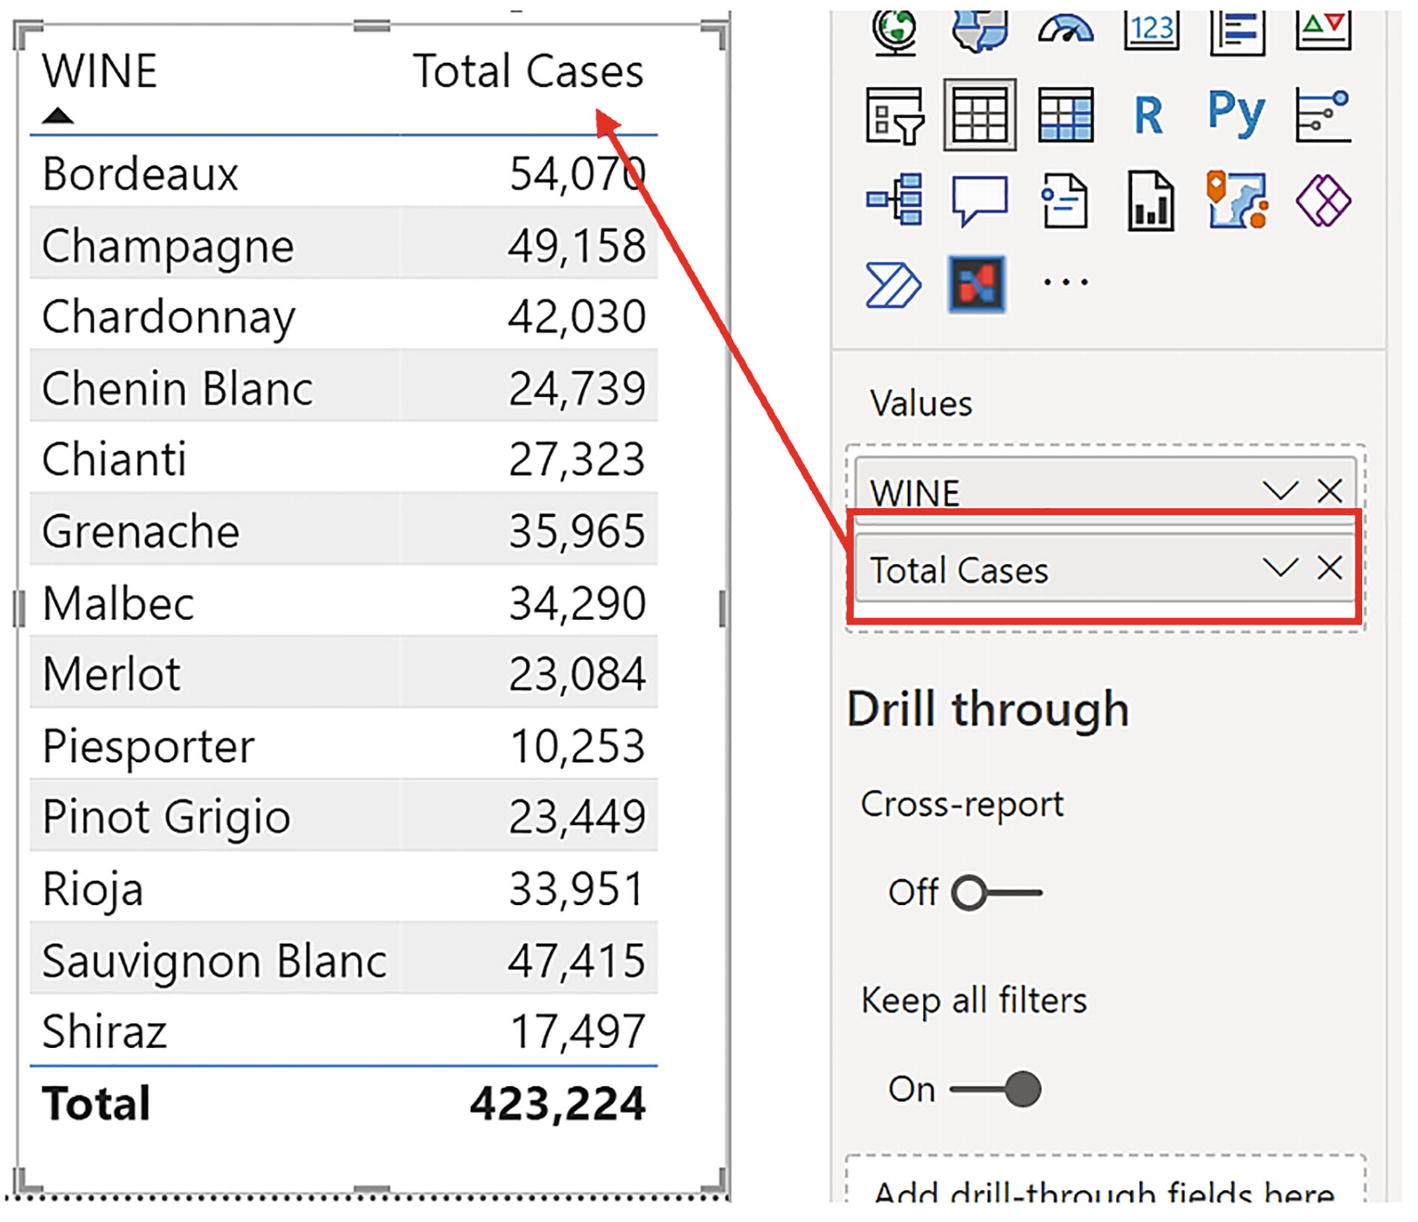 WINE Total Cases
Bordeaux 54,070
Champagne 49,158
Chardonnay 42,030
Chenin Blanc 24,739
Chianti 27,323
Grenache 35,965
Malbec 34,290
Merlot 23,084
Piesporter 10,253
Pinot Grigio 23,449
Rioja 33,951
Sauvignon Blanc 47,415
Shiraz 17,497
Total 423,224
123
R Py
Values
WINE
Total Cases
Drill through
Cross-report
Off
Keep all filters
On
Add drill-through fields here